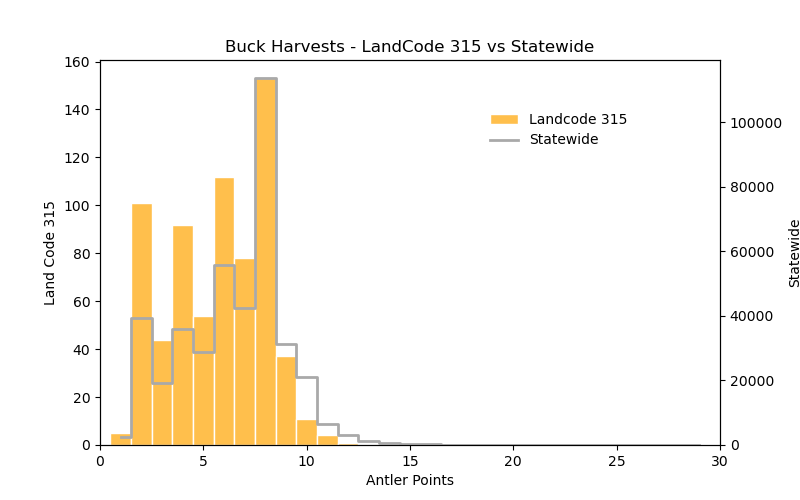 Buck Harvests - LandCode 315 vs Statewide
160
140
120
100
80
60
40
20
0
Land Code 315
Landcode 315
Statewide
100000
80000
60000
40000
20000
0
Statewide
0 5 10 15 20 25 30
Antler Points